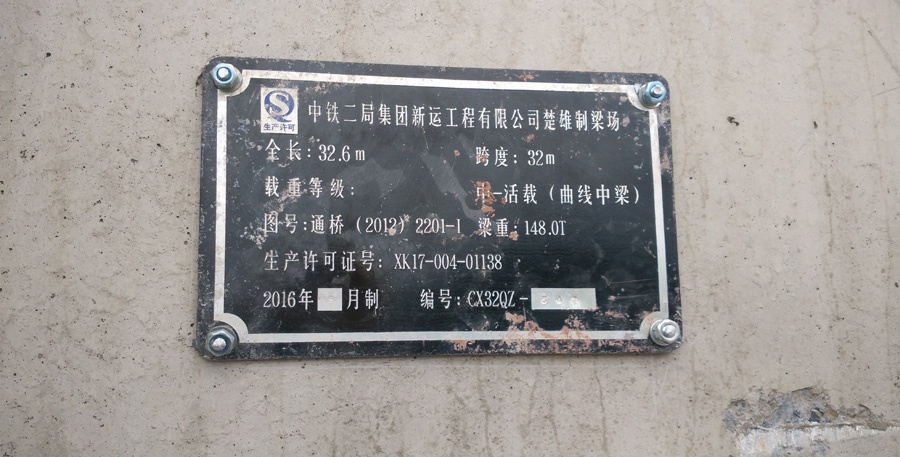 生产许可
中铁二局集团新运工程有限公司楚雄制梁场
全长:32.6m 跨度:32m
载重等级: 中-活载(曲线中梁)
图号:通桥(2012)2201-I 梁重:148.0T
生产许可证号:XK17-004-01138
2016年 月制 编号:CX32QZ-